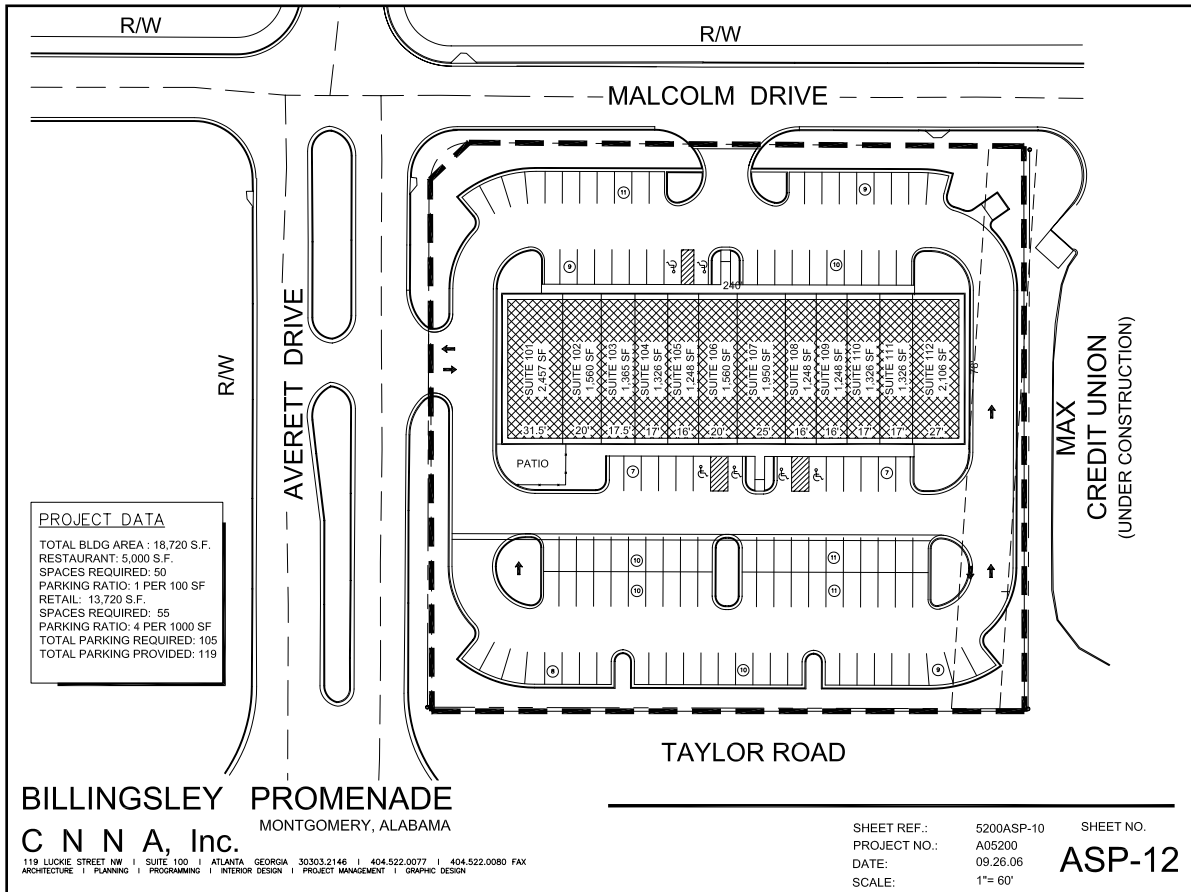 R/W
R/W
MALCOLM DRIVE
11
9
9
10
240'
R/W
AVERETT DRIVE
SUITE 101
2,457 SF
31.5'
SUITE 102
1,560 SF
20'
SUITE 103
1,365 SF
17.5'
SUITE 104
1,326 SF
17'
SUITE 105
1,248 SF
16'
SUITE 106
1,560 SF
20'
SUITE 107
1,950 SF
25'
SUITE 108
1,248 SF
16'
SUITE 109
1,248 SF
16'
SUITE 110
1,326 SF
17'
SUITE 111
1,326 SF
17'
SUITE 112
2,106 SF
27'
78'
MAX
CREDIT UNION
(UNDER CONSTRUCTION)
PATIO
7
7
10
11
10
11
8
10
9
PROJECT DATA
TOTAL BLDG AREA : 18,720 S.F.
RESTAURANT: 5,000 S.F.
SPACES REQUIRED: 50
PARKING RATIO: 1 PER 100 SF
RETAIL: 13,720 S.F.
SPACES REQUIRED: 55
PARKING RATIO: 4 PER 1000 SF
TOTAL PARKING REQUIRED: 105
TOTAL PARKING PROVIDED: 119
TAYLOR ROAD
BILLINGSLEY PROMENADE
MONTGOMERY, ALABAMA
C N N A, Inc.
119 LUCKIE STREET NW | SUITE 100 | ATLANTA GEORGIA 30303.2146 | 404.522.0077 | 404.522.0080 FAX
ARCHITECTURE | PLANNING | PROGRAMMING | INTERIOR DESIGN | PROJECT MANAGEMENT | GRAPHIC DESIGN
SHEET REF.: 5200ASP-10
PROJECT NO.: A05200
DATE: 09.26.06
SCALE: 1"= 60'
SHEET NO.
ASP-12